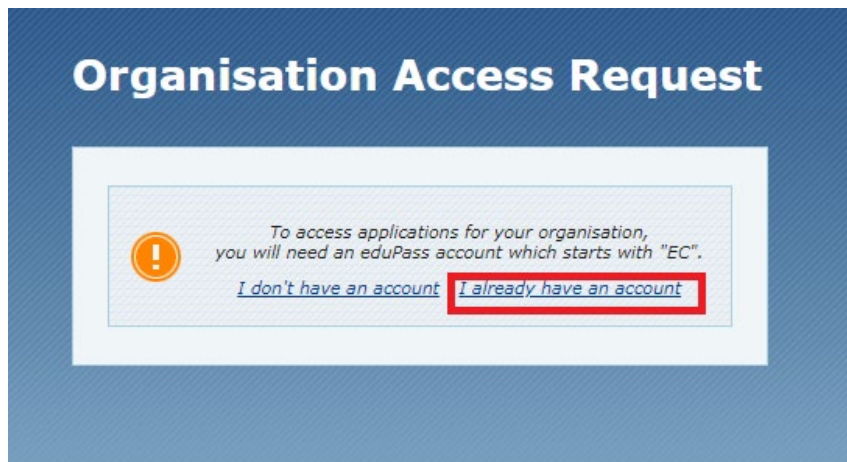 Organisation Access Request
To access applications for your organisation,
you will need an eduPass account which starts with "EC".
I don't have an account I already have an account